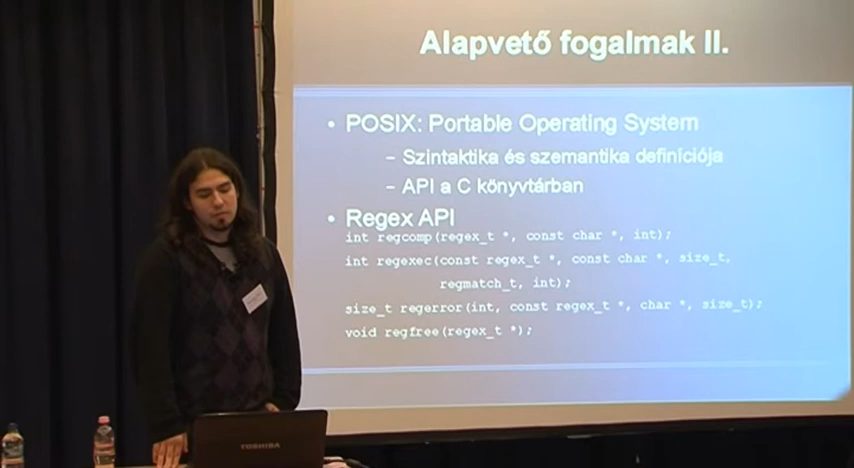 Alapvető fogalmak II.
• POSIX: Portable Operating System
– Szintaktika és szemantika definíciója
– API a C könyvtárban
• Regex API
int regcomp(regex_t *, const char *, int);
int regexec(const regex_t *, const char *, size_t,
regmatch_t, int);
size_t regerror(int, const regex_t *, char *, size_t);
void regfree(regex_t *);
TOSHIBA